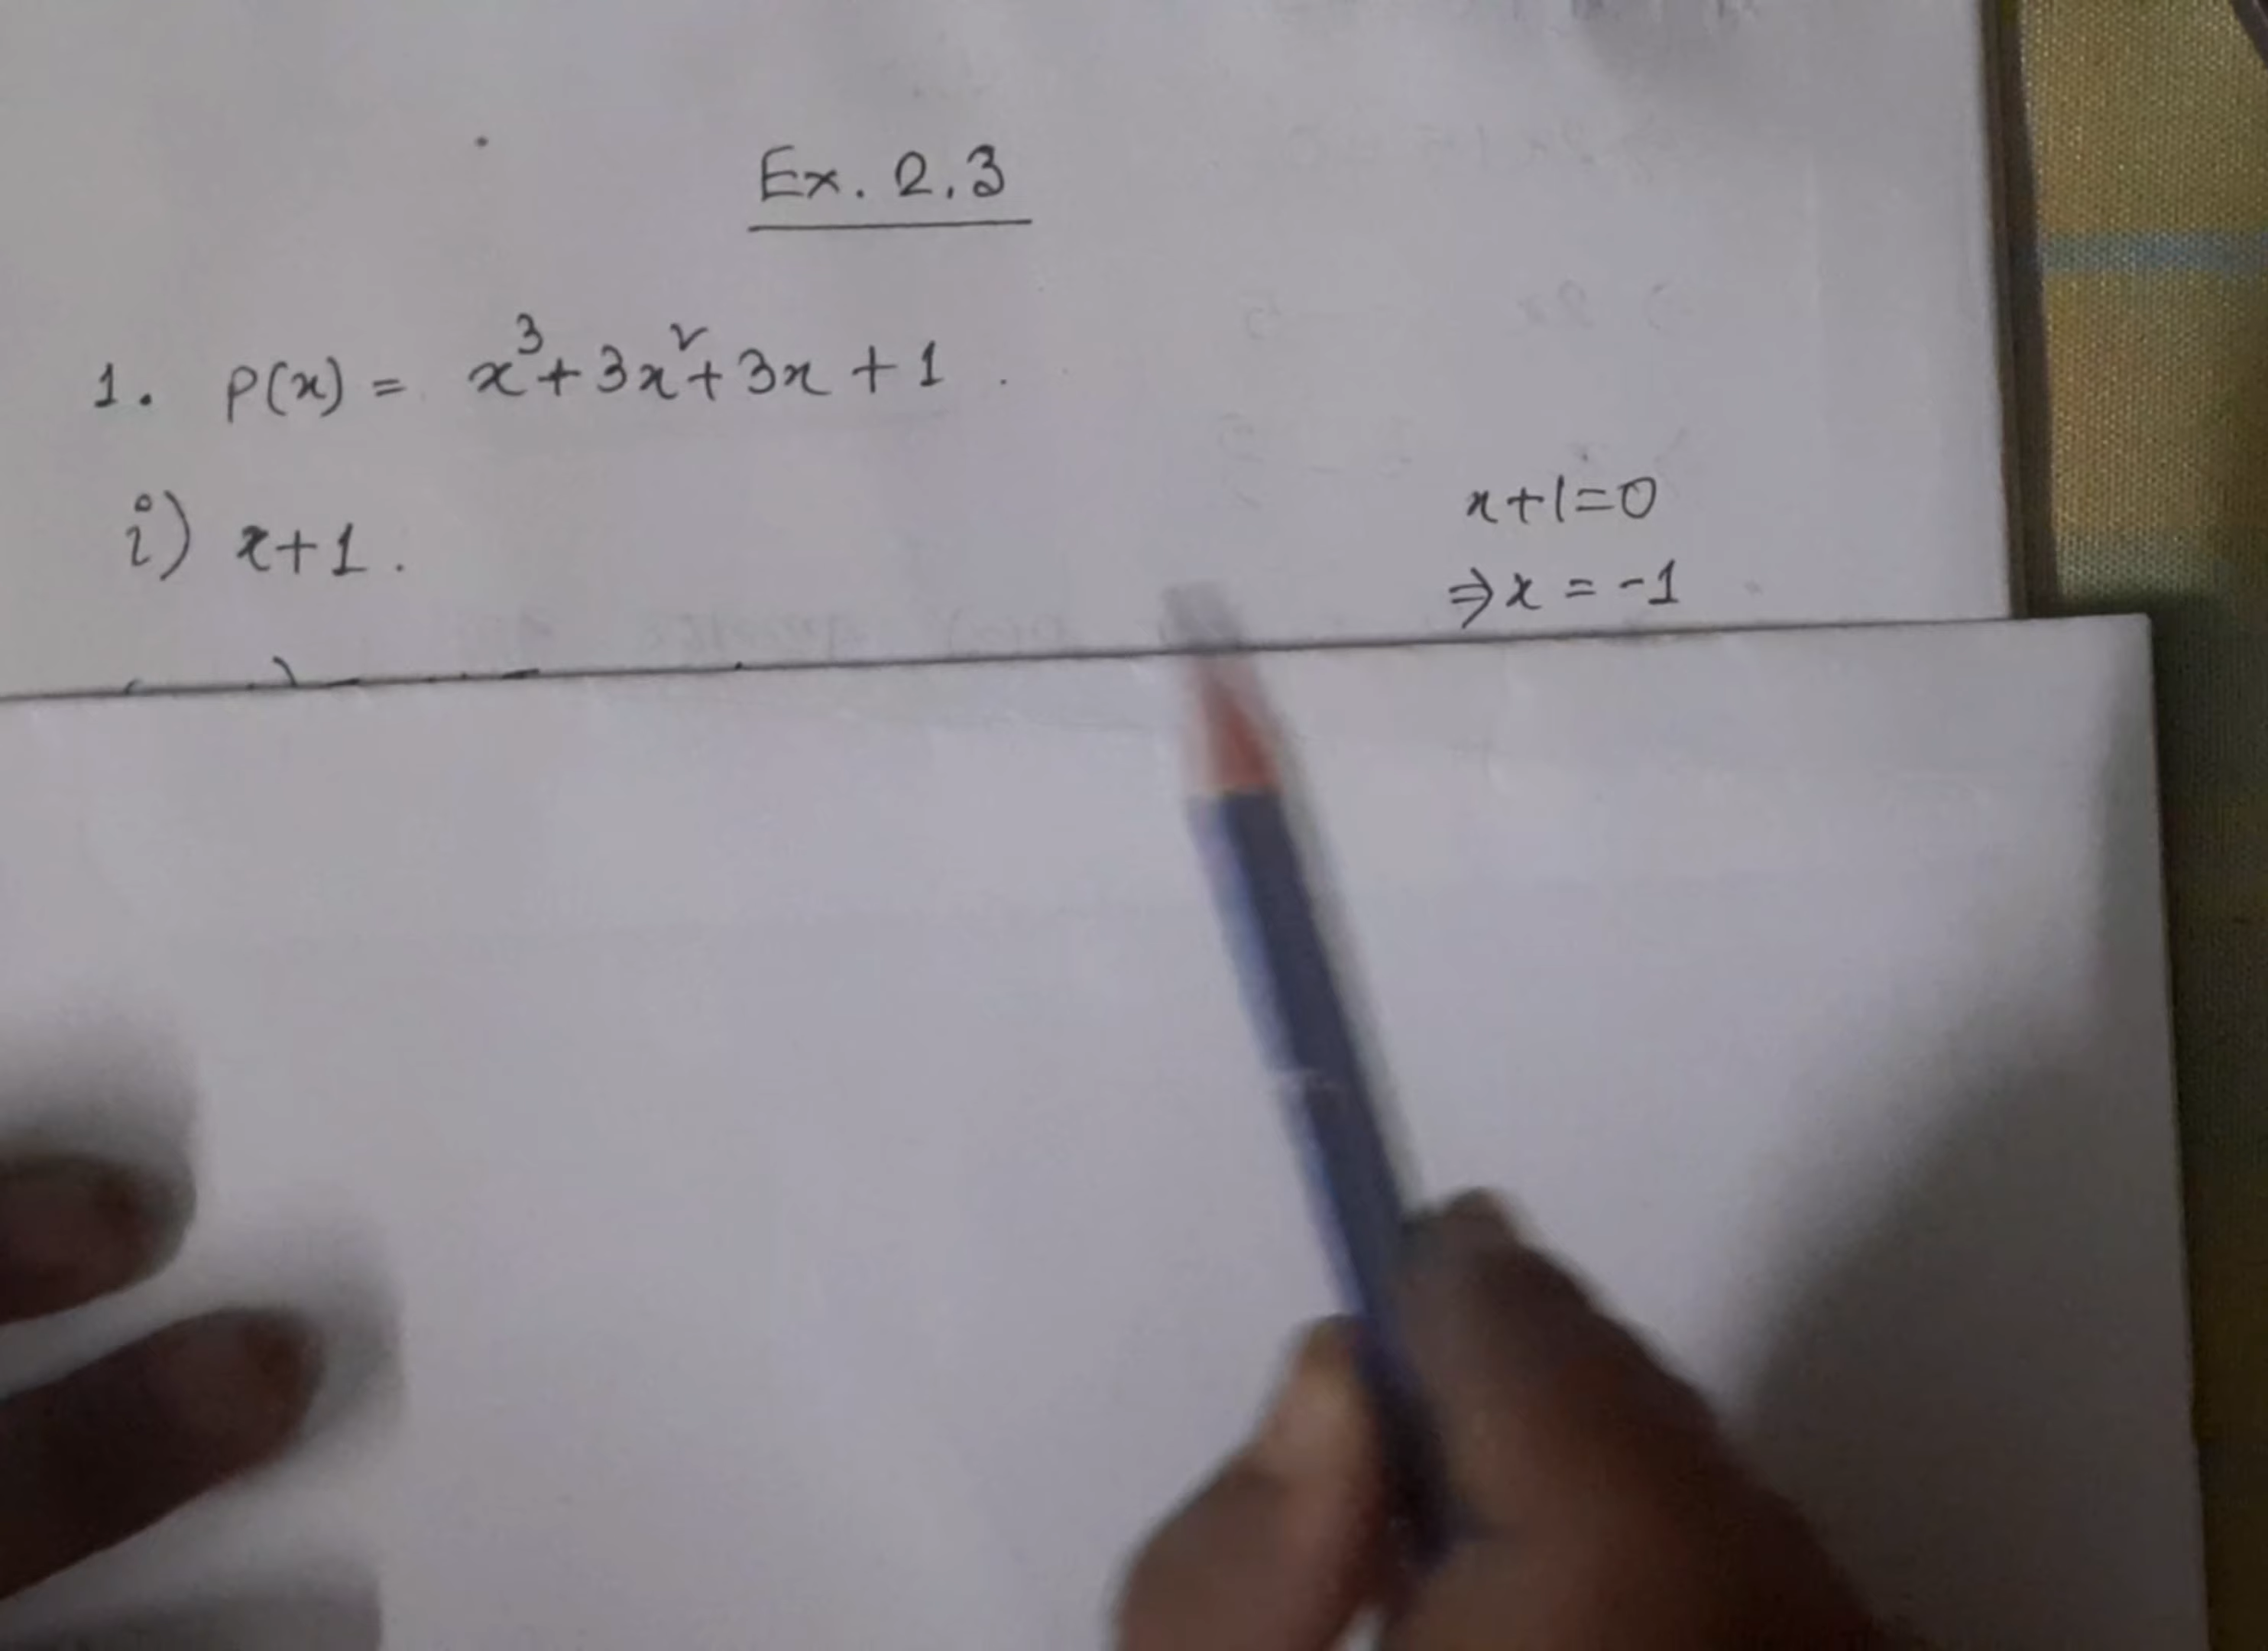 Ex. 2.3
1. P(x) = x³+3x²+3x+1.
i) x+1.
x+1=0
⇒x = -1